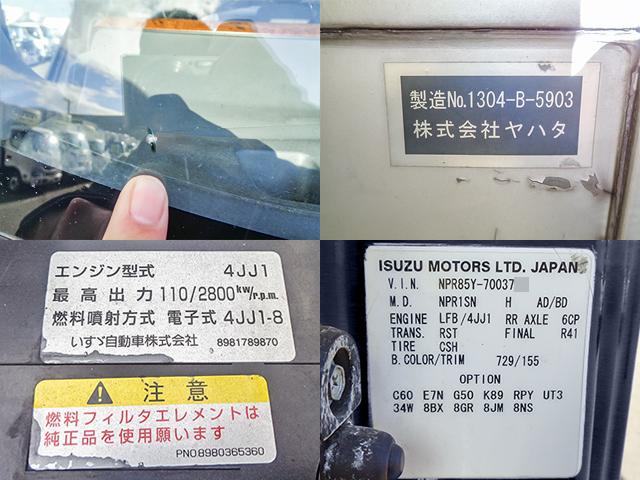 製造No.1304-B-5903
株式会社ヤハタ
エンジン型式 4JJ1
最高出力 110/2800kw/r.p.m.
燃料噴射方式 電子式 4JJ1-8
いすゞ自動車株式会社 8981789870
注意
燃料フィルタエレメントは
純正品を使用願います
PNO.8980365360
ISUZU MOTORS LTD. JAPAN
V.I.N. NPR85Y-70037
M.D. NPR1SN H AD/BD
ENGINE LFB/4JJ1 RR AXLE 6CP
TRANS. RST FINAL R41
TIRE CSH
B.COLOR/TRIM 729/155
OPTION
C60 E7N G50 K89 RPY UT3
34W 8BX 8GR 8JM 8NS